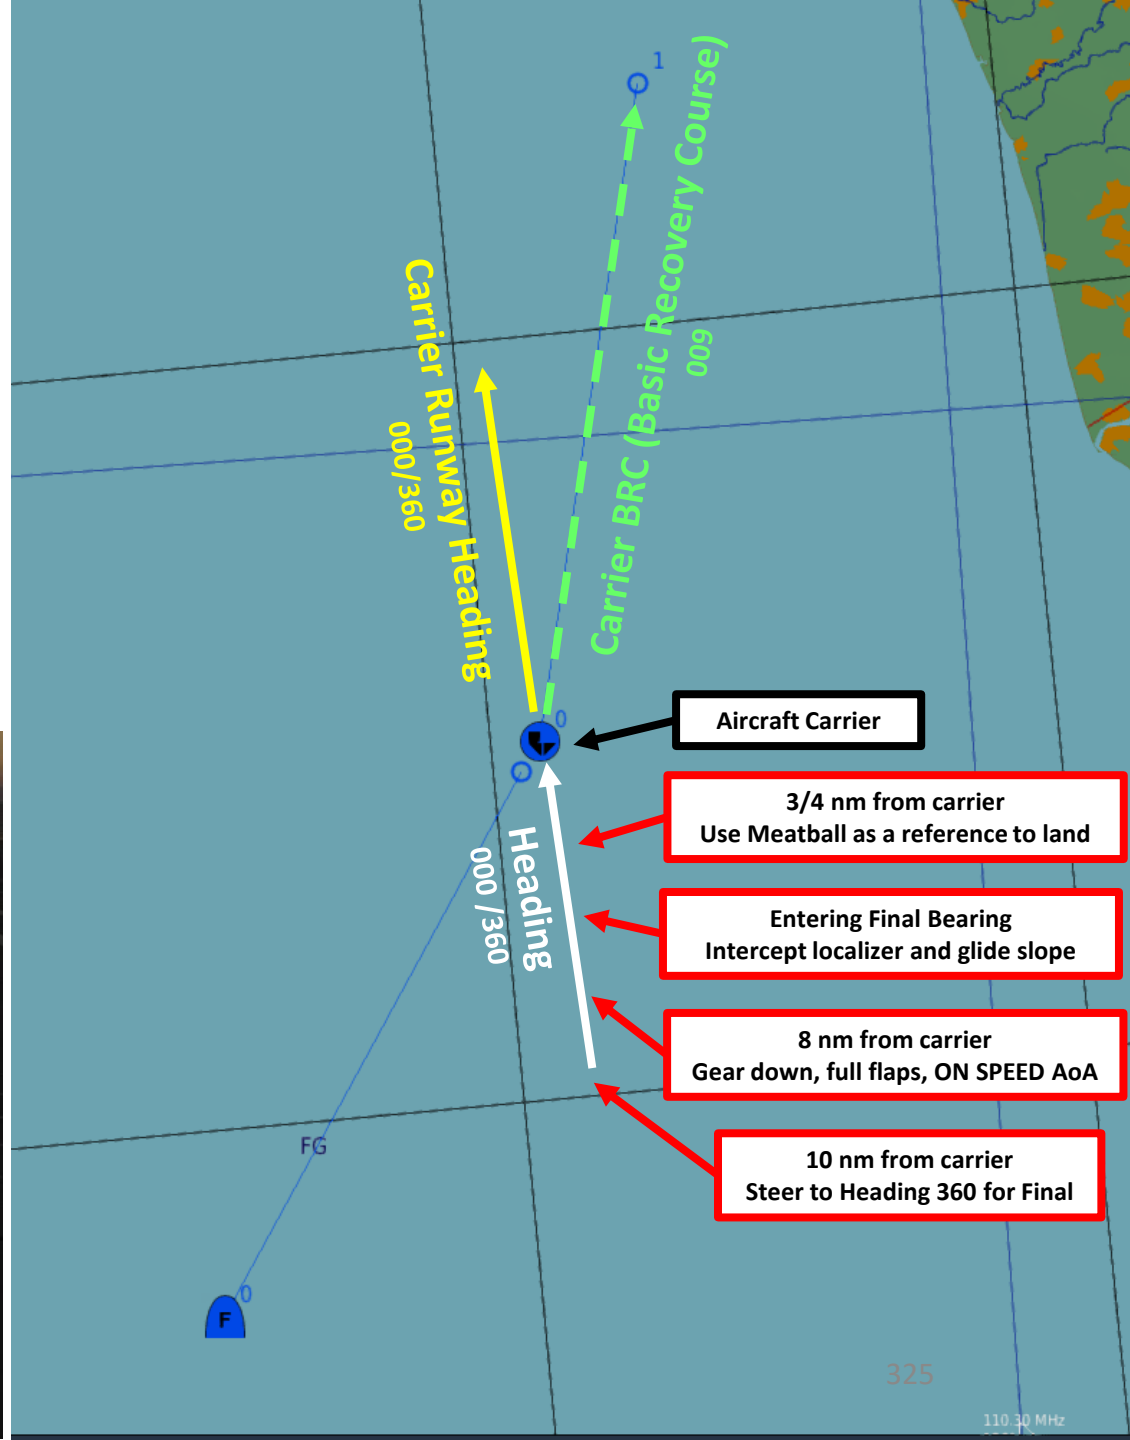 1
Carrier BRC (Basic Recovery Course)
009
Carrier Runway Heading
000/360
0
Aircraft Carrier
3/4 nm from carrier
Use Meatball as a reference to land
Heading
000 /360
Entering Final Bearing
Intercept localizer and glide slope
8 nm from carrier
Gear down, full flaps, ON SPEED AoA
FG
10 nm from carrier
Steer to Heading 360 for Final
0
F
325
110.30 MHz